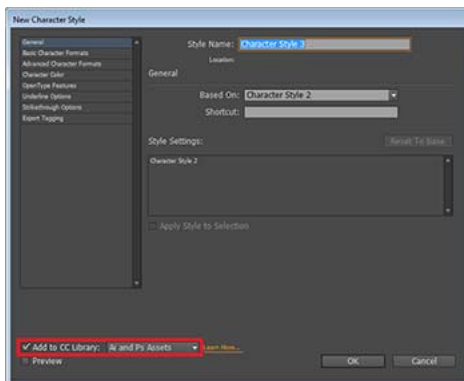 New Character Style
General
Basic Character Formats
Advanced Character Formats
Character Color
OpenType Features
Underline Options
Strikethrough Options
Export Tagging
Style Name: Character Style 3
Location:
General
Based On: Character Style 2
Shortcut:
Style Settings:
Reset To Base
Character Style 2
Apply Style to Selection
Add to CC Library: Ai and Ps Assets
Learn More...
Preview
OK
Cancel